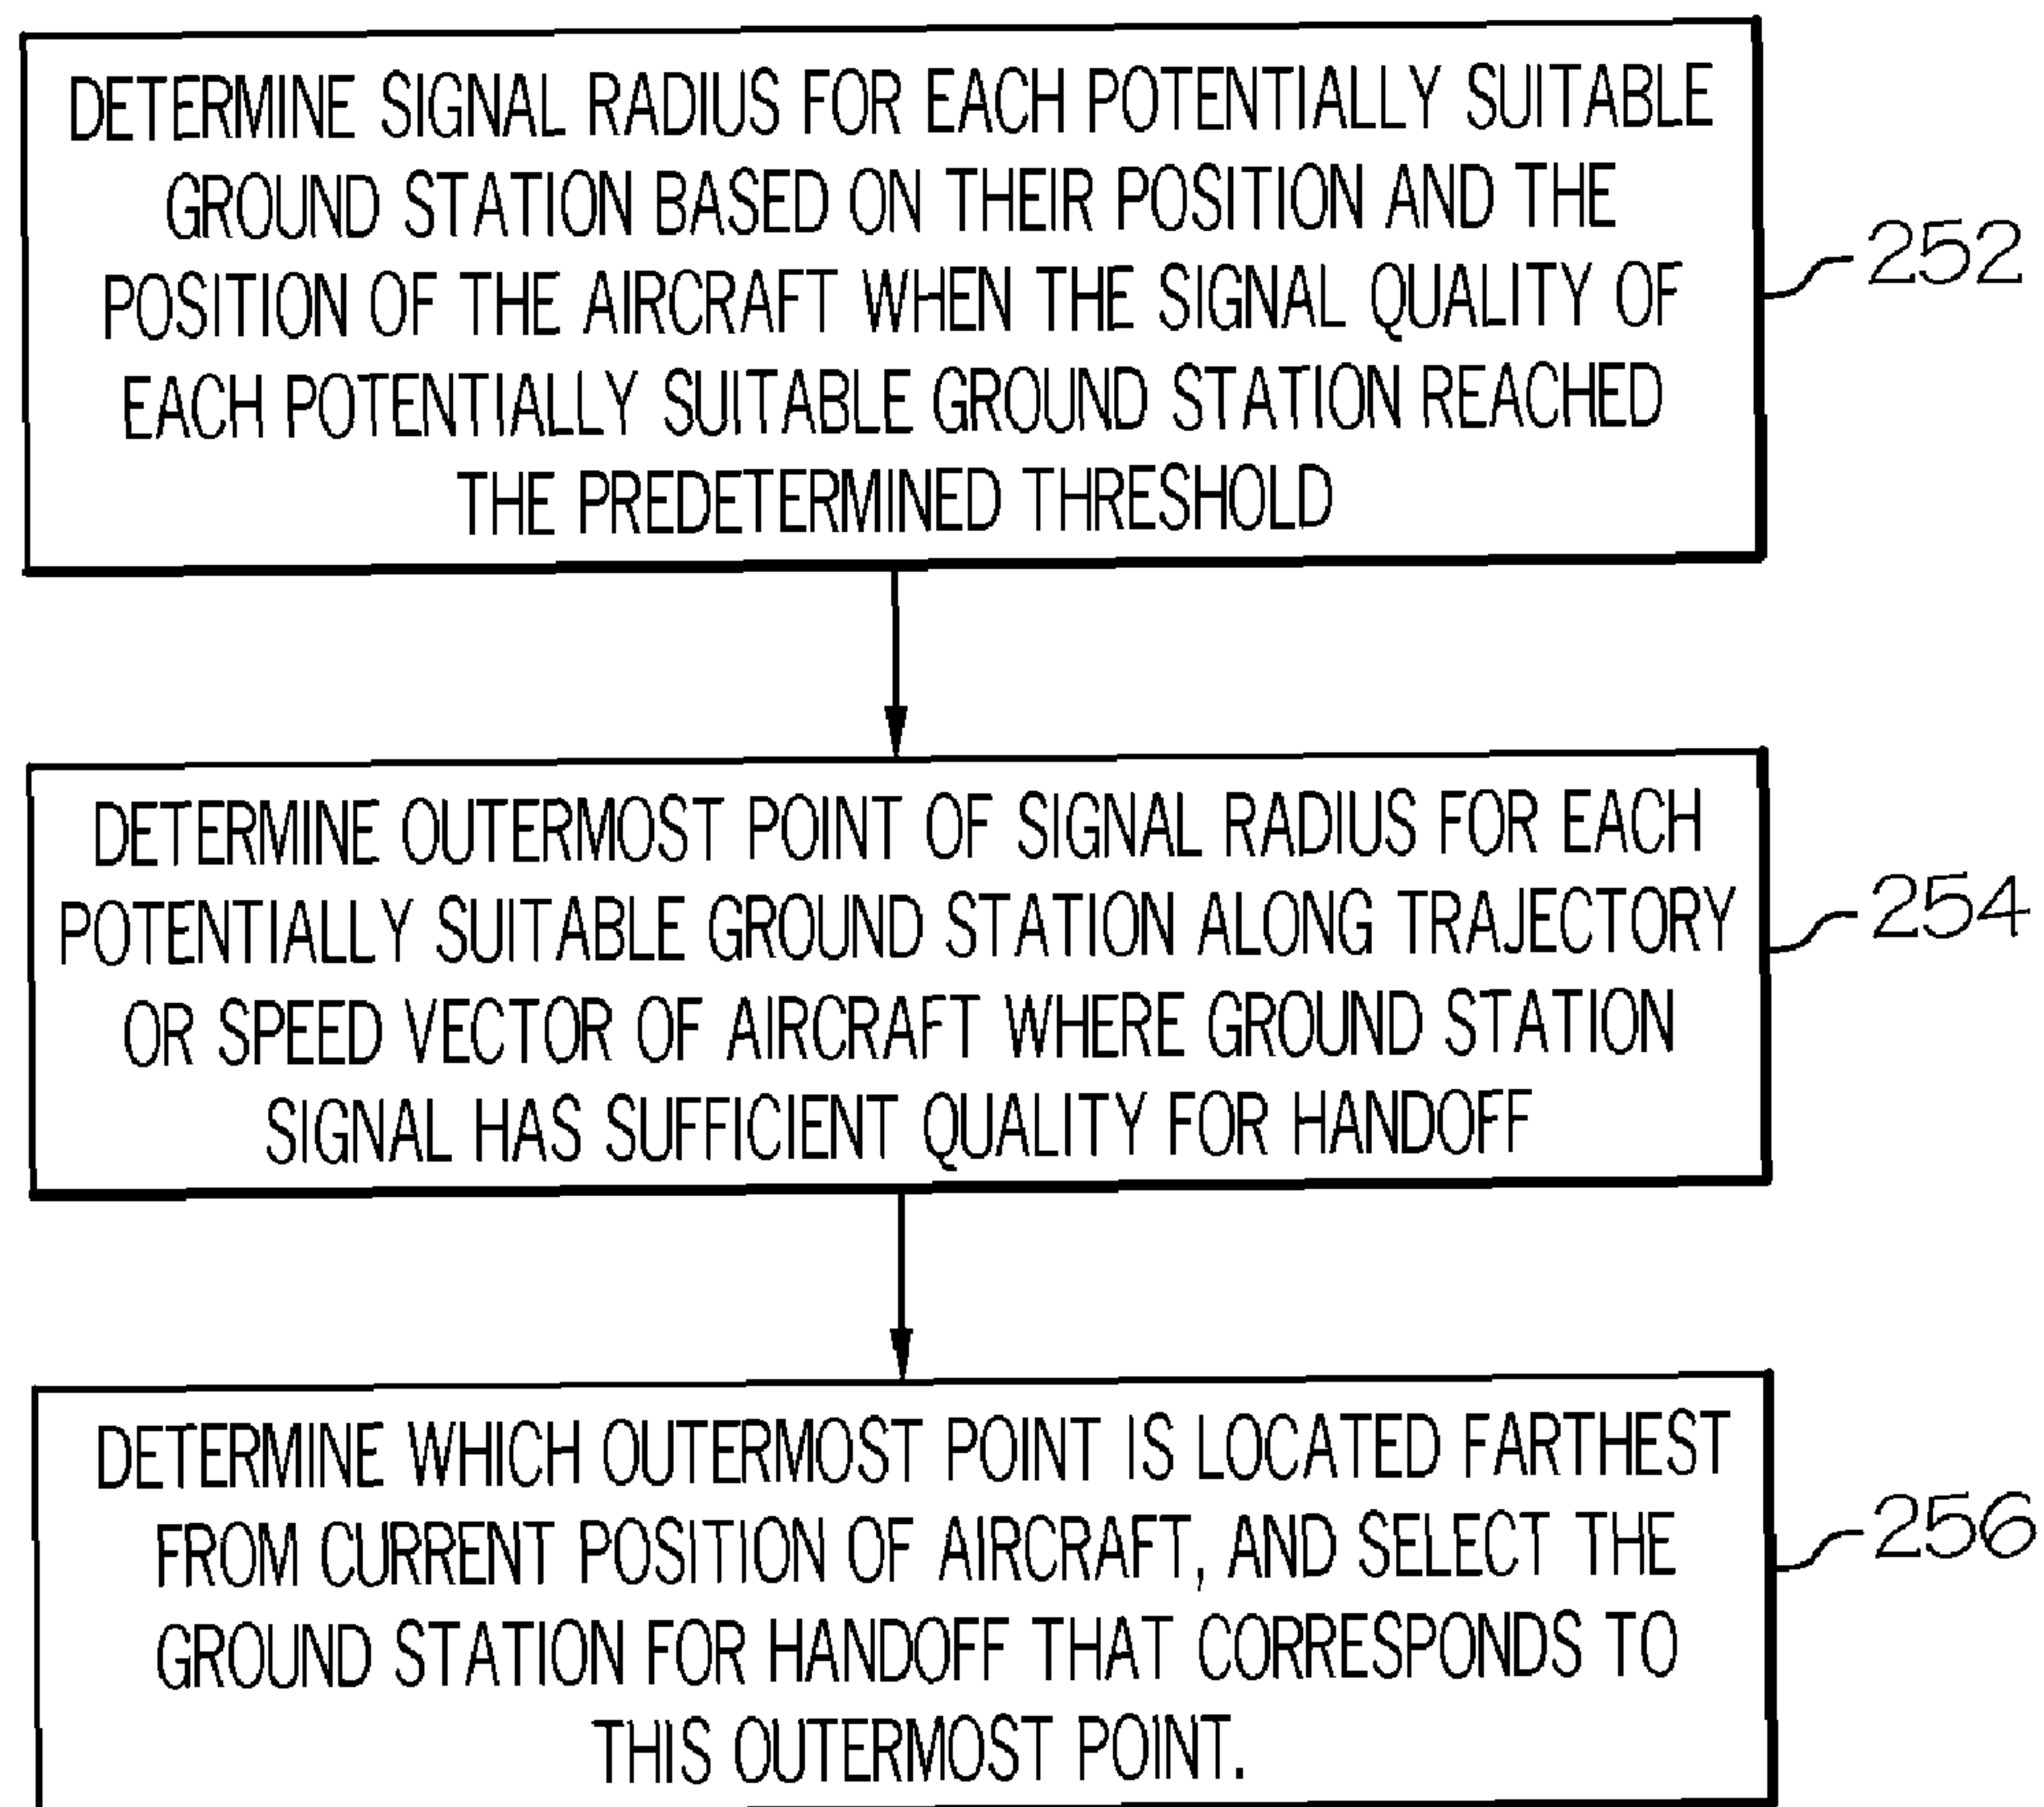 DETERMINE SIGNAL RADIUS FOR EACH POTENTIALLY SUITABLE
GROUND STATION BASED ON THEIR POSITION AND THE
POSITION OF THE AIRCRAFT WHEN THE SIGNAL QUALITY OF
EACH POTENTIALLY SUITABLE GROUND STATION REACHED
THE PREDETERMINED THRESHOLD
252
DETERMINE OUTERMOST POINT OF SIGNAL RADIUS FOR EACH
POTENTIALLY SUITABLE GROUND STATION ALONG TRAJECTORY
OR SPEED VECTOR OF AIRCRAFT WHERE GROUND STATION
SIGNAL HAS SUFFICIENT QUALITY FOR HANDOFF
254
DETERMINE WHICH OUTERMOST POINT IS LOCATED FARTHEST
FROM CURRENT POSITION OF AIRCRAFT, AND SELECT THE
GROUND STATION FOR HANDOFF THAT CORRESPONDS TO
THIS OUTERMOST POINT.
256